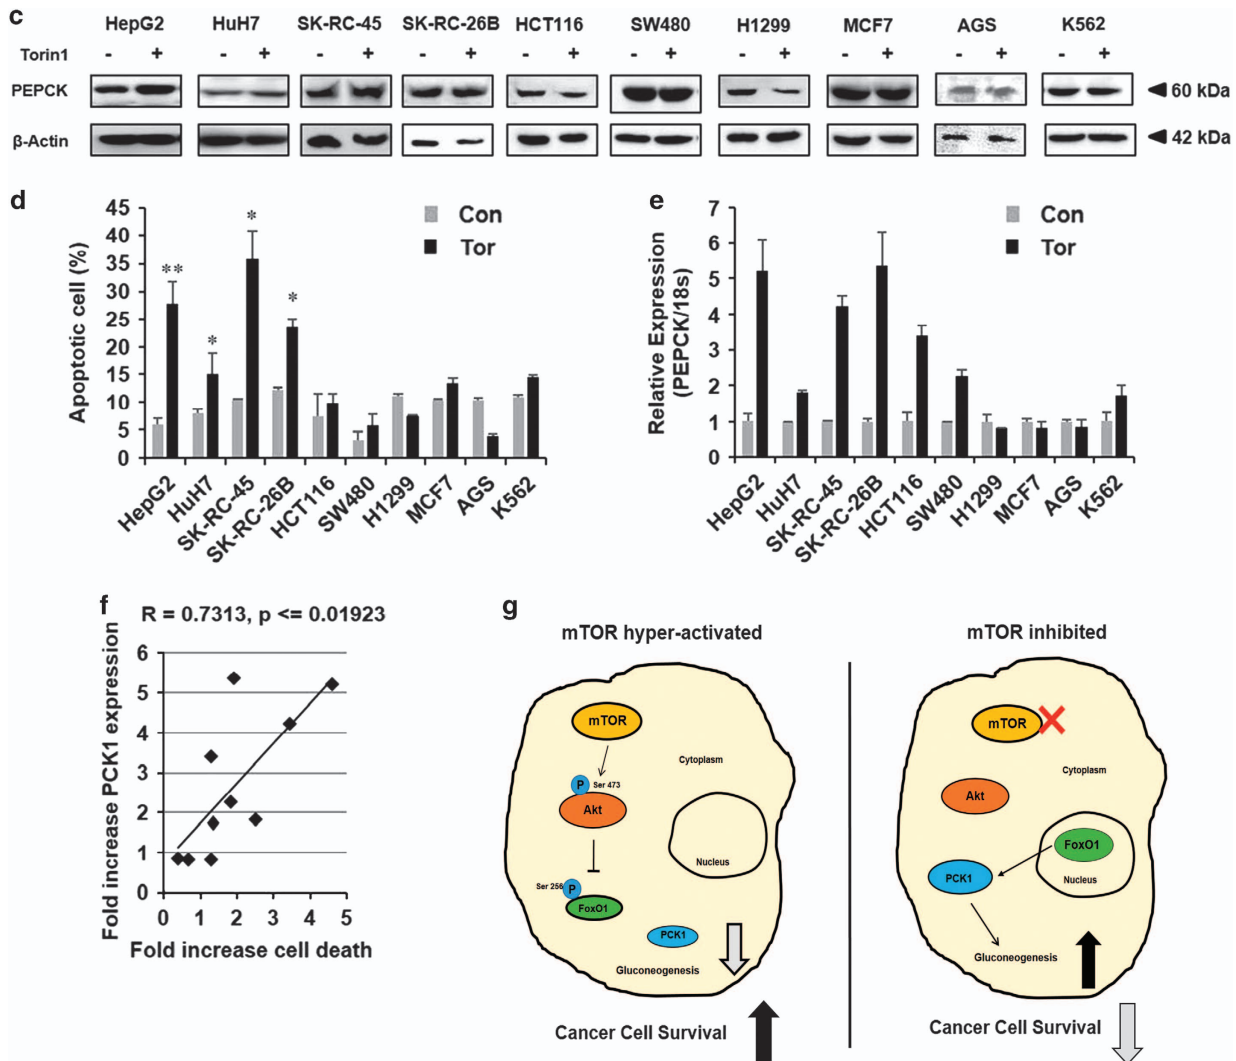 c
HepG2 HuH7 SK-RC-45 SK-RC-26B HCT116 SW480 H1299 MCF7 AGS K562
Torin1 - + - + - + - + - + - + - + - + - + - +
PEPCK 60 kDa
β-Actin 42 kDa
d
45
40
35
30
25
20
15
10
5
0
Apoptotic cell (%)
Con
Tor
** * * *
HepG2 HuH7 SK-RC-45 SK-RC-26B HCT116 SW480 H1299 MCF7 AGS K562
e
7
6
5
4
3
2
1
0
Relative Expression
(PEPCK/18s)
Con
Tor
HepG2 HuH7 SK-RC-45 SK-RC-26B HCT116 SW480 H1299 MCF7 AGS K562
f
R = 0.7313, p <= 0.01923
Fold increase PCK1 expression
6
5
4
3
2
1
0
0 1 2 3 4 5
Fold increase cell death
g
mTOR hyper-activated
mTOR
Cytoplasm
P Ser 473
Akt
Nucleus
Ser 256 P
FoxO1
PCK1
Gluconeogenesis
Cancer Cell Survival
mTOR inhibited
mTOR
Cytoplasm
Akt
FoxO1
PCK1
Nucleus
Gluconeogenesis
Cancer Cell Survival